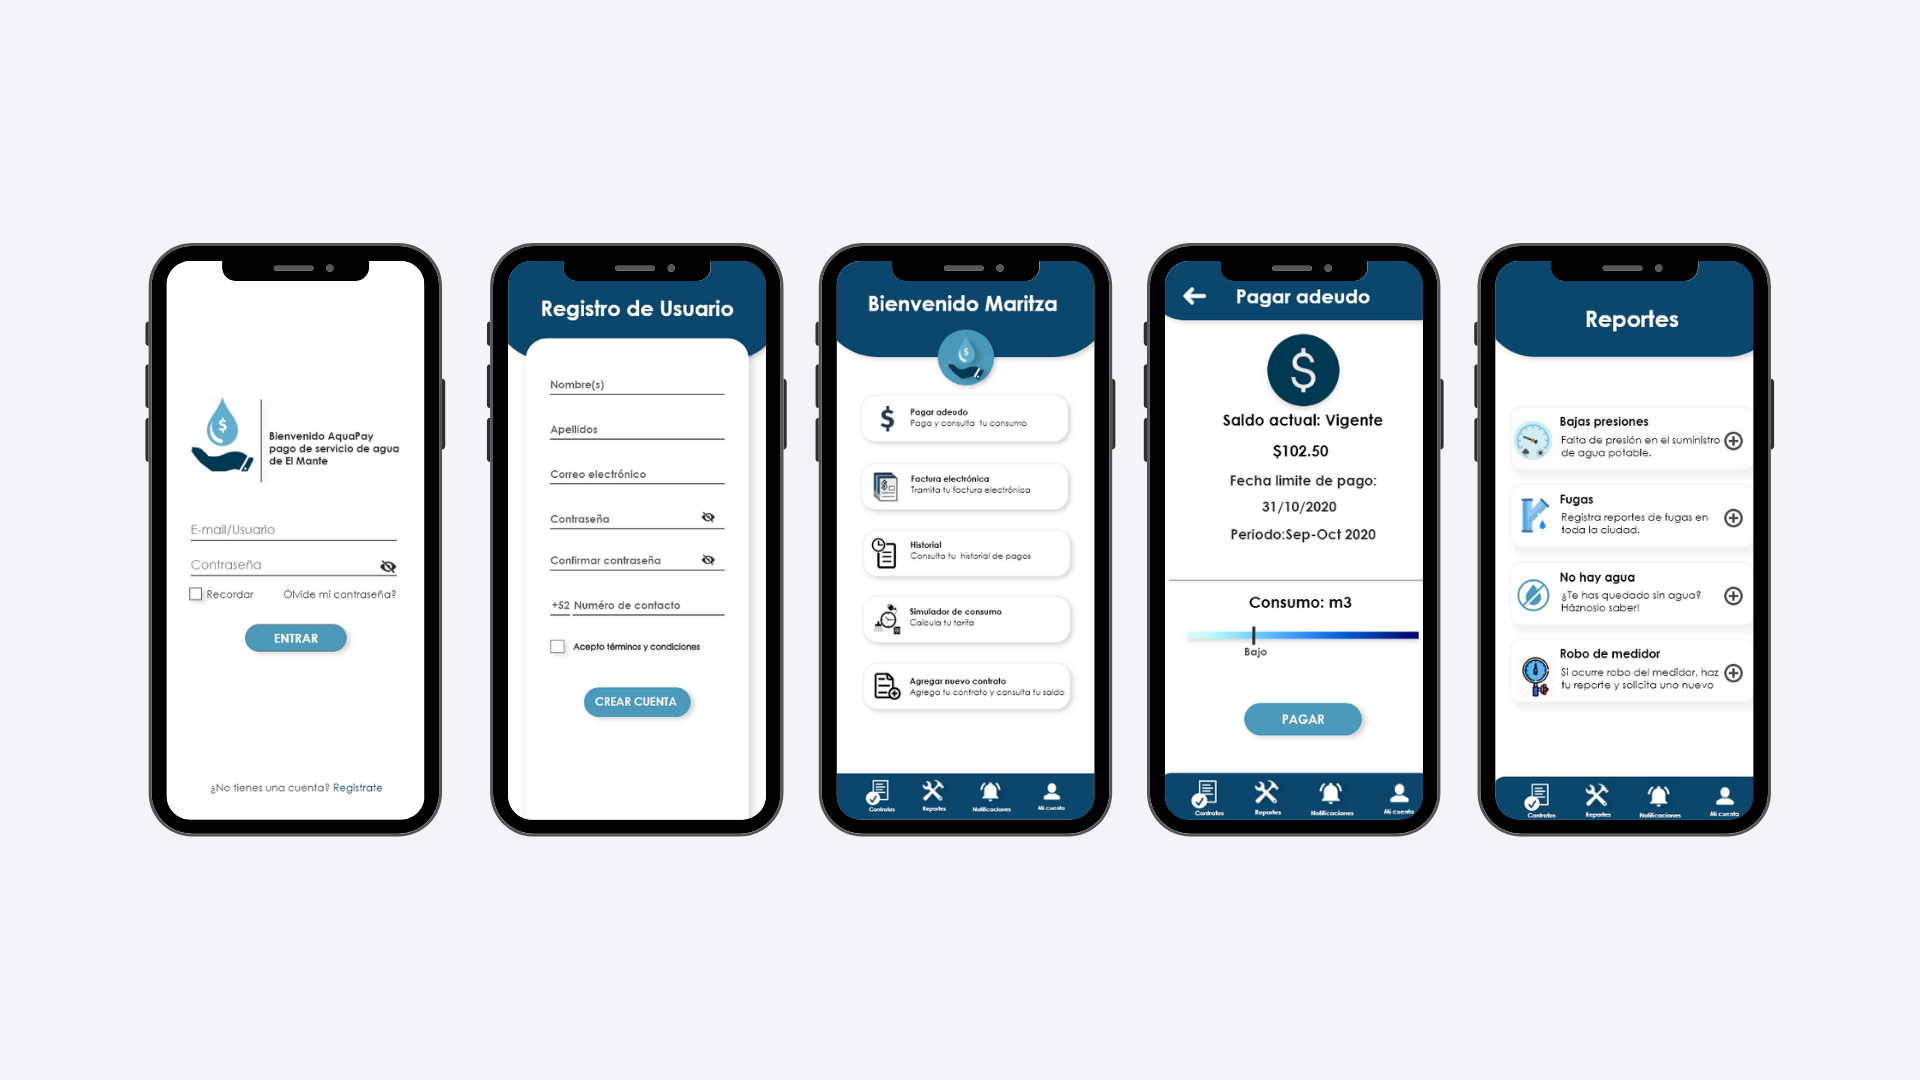 Bienvenido AquaPay
pago de servicio de agua
de El Mante
E-mail/Usuario
Contraseña
Recordar
Olvide mi contraseña?
ENTRAR
¿No tienes una cuenta? Registrate
Registro de Usuario
Nombre(s)
Apellidos
Correo electrónico
Contraseña
Confirmar contraseña
+52 Numéro de contacto
Acepto términos y condiciones
CREAR CUENTA
Bienvenido Maritza
$
$
Pagar adeudo
Paga y consulta tu consumo
Factura electrónica
Tramita tu factura electrónica
Historial
Consulta tu historial de pagos
Simulador de consumo
Calcula tu tarifa
Agregar nuevo contrato
Agrega tu contrato y consulta tu saldo
Contratos
Reportes
Notificaciones
Mi cuenta
Pagar adeudo
$
Saldo actual: Vigente
$102.50
Fecha limite de pago:
31/10/2020
Periodo:Sep-Oct 2020
Consumo: m3
Bajo
PAGAR
Contratos
Reportes
Notificaciones
Mi cuenta
Reportes
Bajas presiones
Falta de presión en el suministro
de agua potable.
Fugas
Registra reportes de fugas en
toda la ciudad.
No hay agua
¿Te has quedado sin agua?
Háznoslo saber!
Robo de medidor
Si ocurre robo del medidor, haz
tu reporte y solicita uno nuevo
Contratos
Reportes
Notificaciones
Mi cuenta